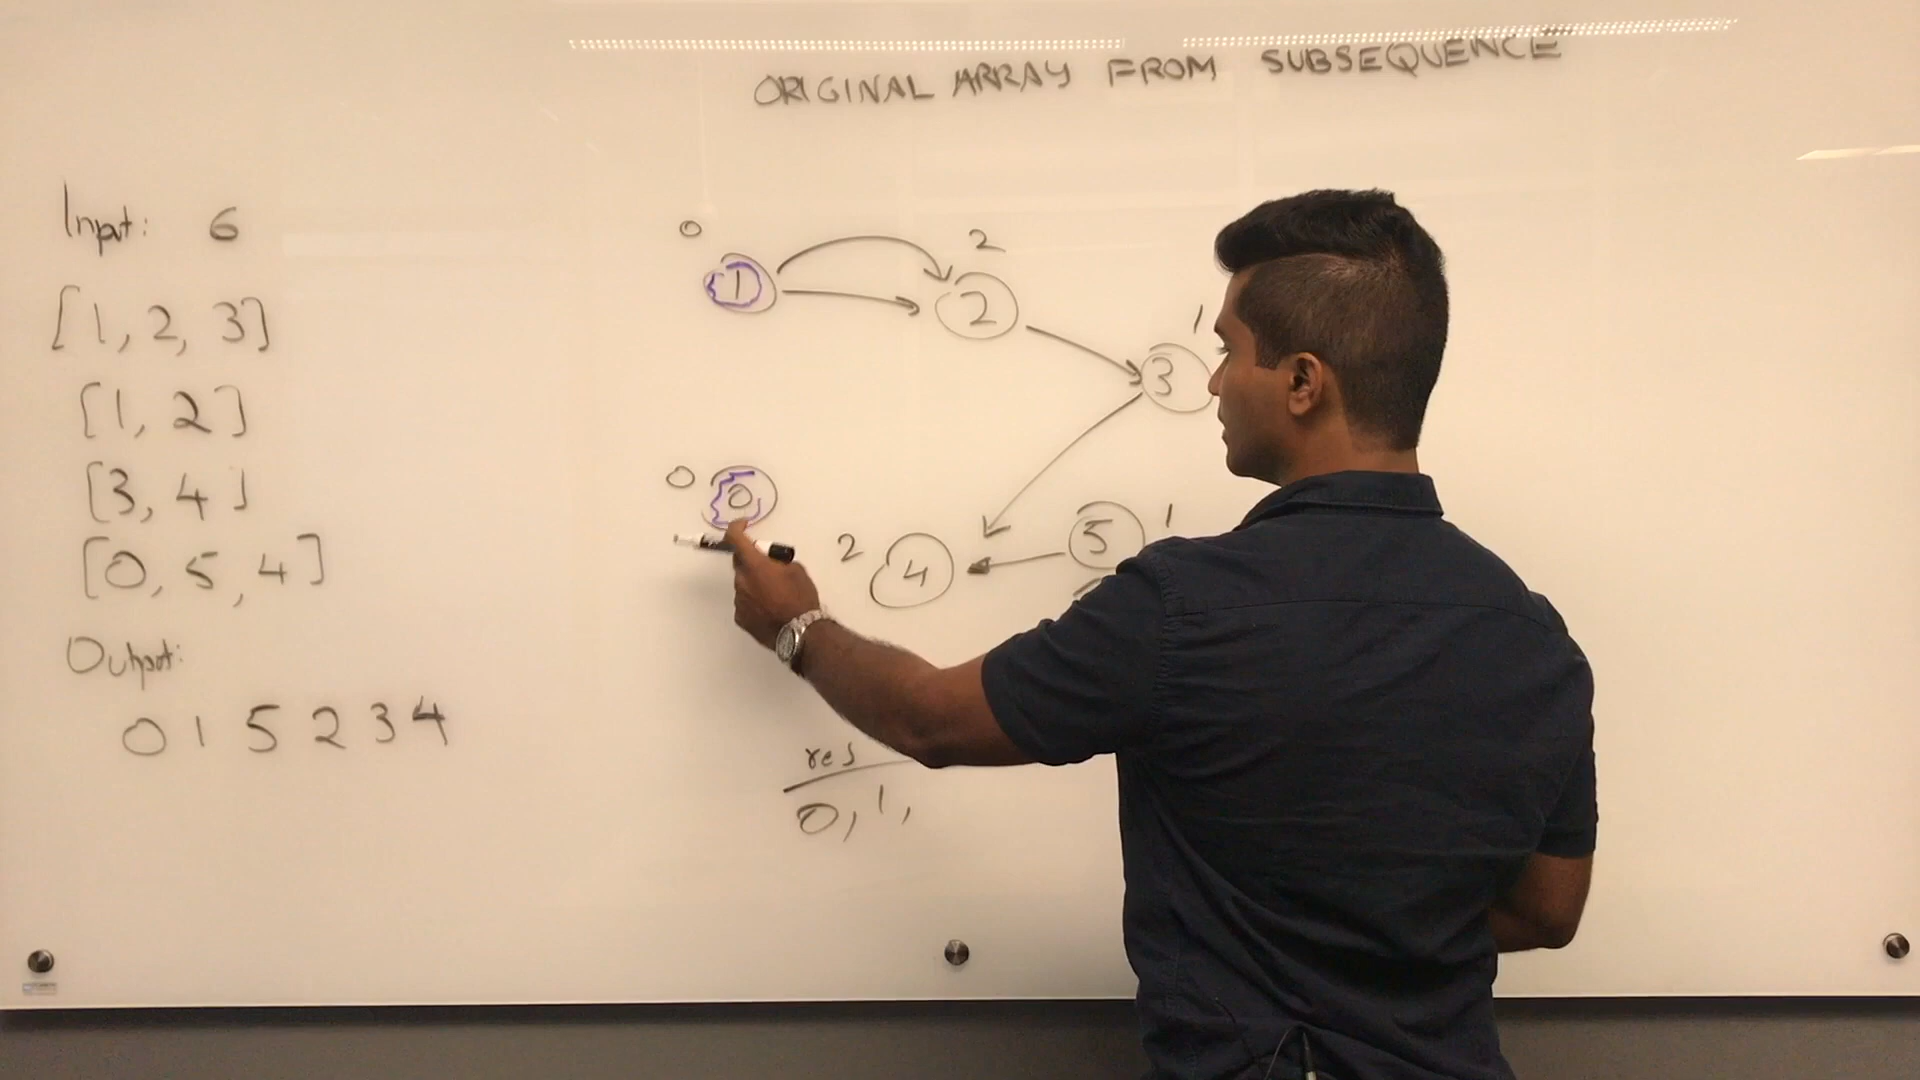 ORIGINAL ARRAY FROM SUBSEQUENCE
Input: 6
[1, 2, 3]
[1, 2]
[3, 4]
[0, 5, 4]
Output:
0 1 5 2 3 4
0
1
2
2
1
3
0
0
2
4
5
1
res
0, 1,